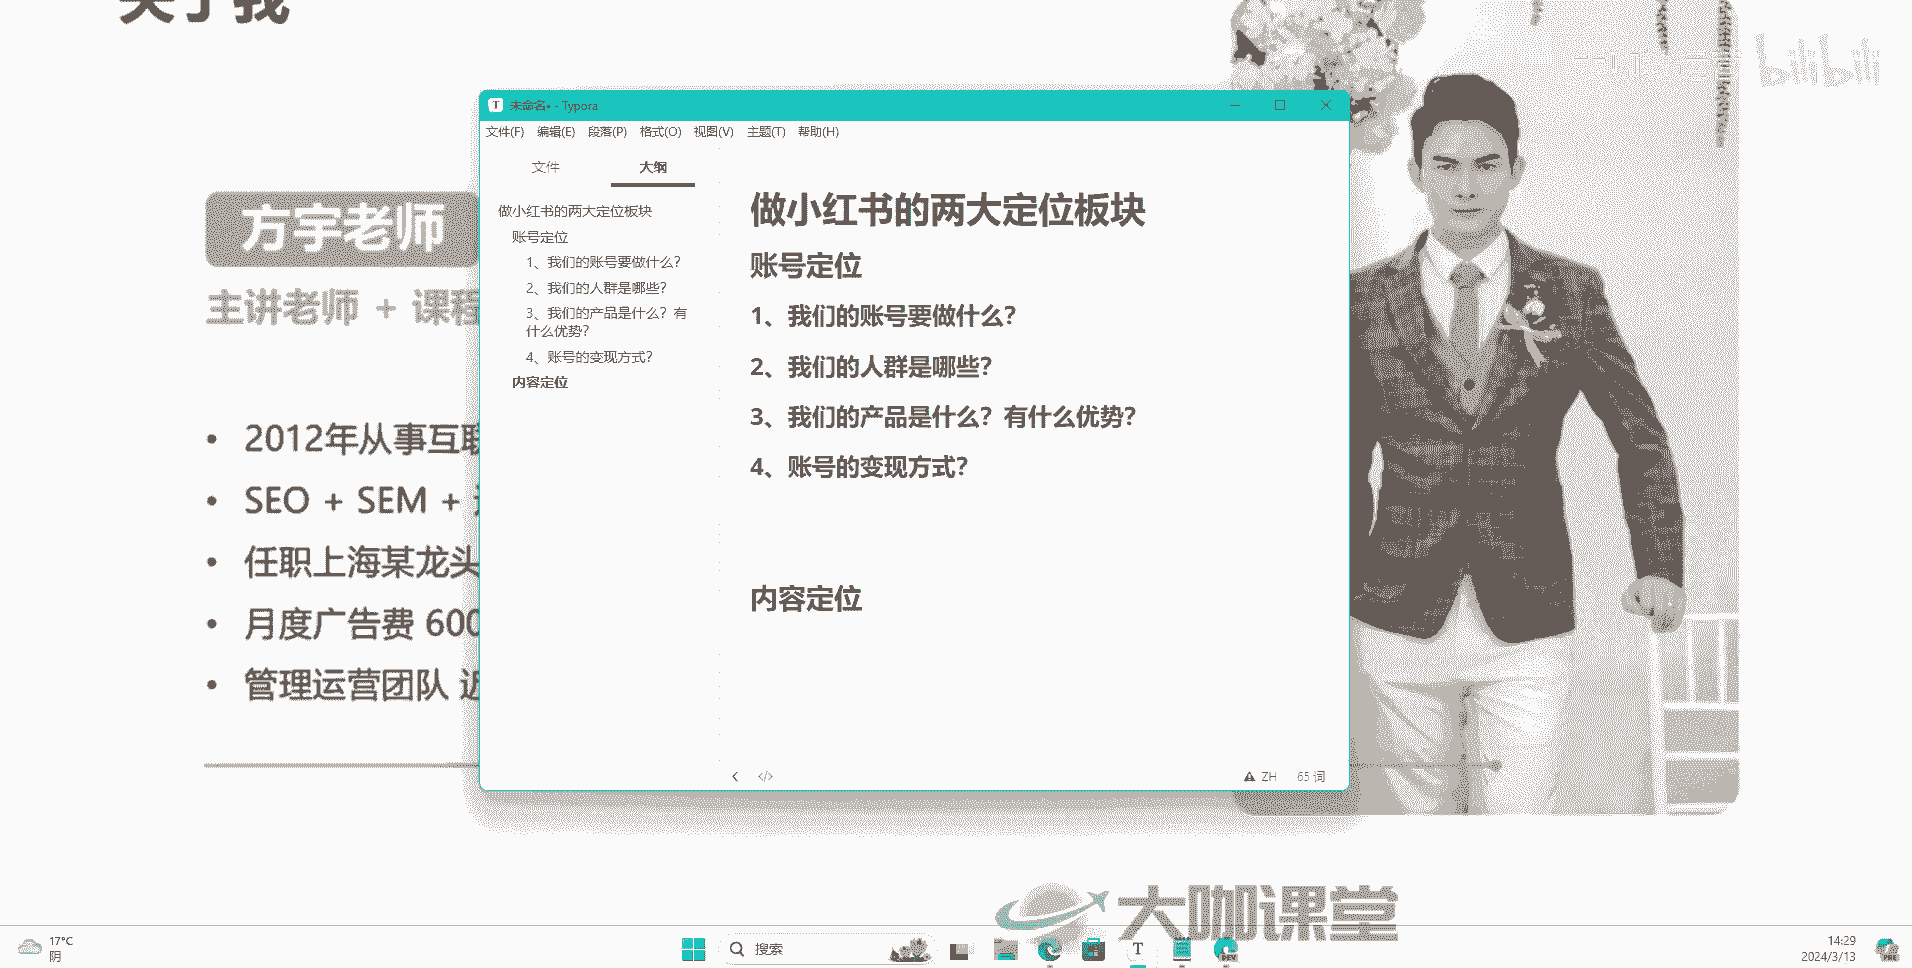 关于我
bilibili
未命名• - Typora
文件(F) 编辑(E) 段落(P) 格式(O) 视图(V) 主题(T) 帮助(H)
文件 大纲
做小红书的两大定位板块
账号定位
1、我们的账号要做什么?
2、我们的人群是哪些?
3、我们的产品是什么？有
什么优势?
4、账号的变现方式?
内容定位
做小红书的两大定位板块
账号定位
1、我们的账号要做什么?
2、我们的人群是哪些?
3、我们的产品是什么？有什么优势?
4、账号的变现方式?
内容定位
ZH 65 词
方宇老师
主讲老师 + 课程
2012年从事互联
SEO + SEM +
任职上海某龙头
月度广告费 600
管理运营团队 近
大咖课堂
17°C
阴
搜索
T
DEV
14:29
2024/3/13
PRE